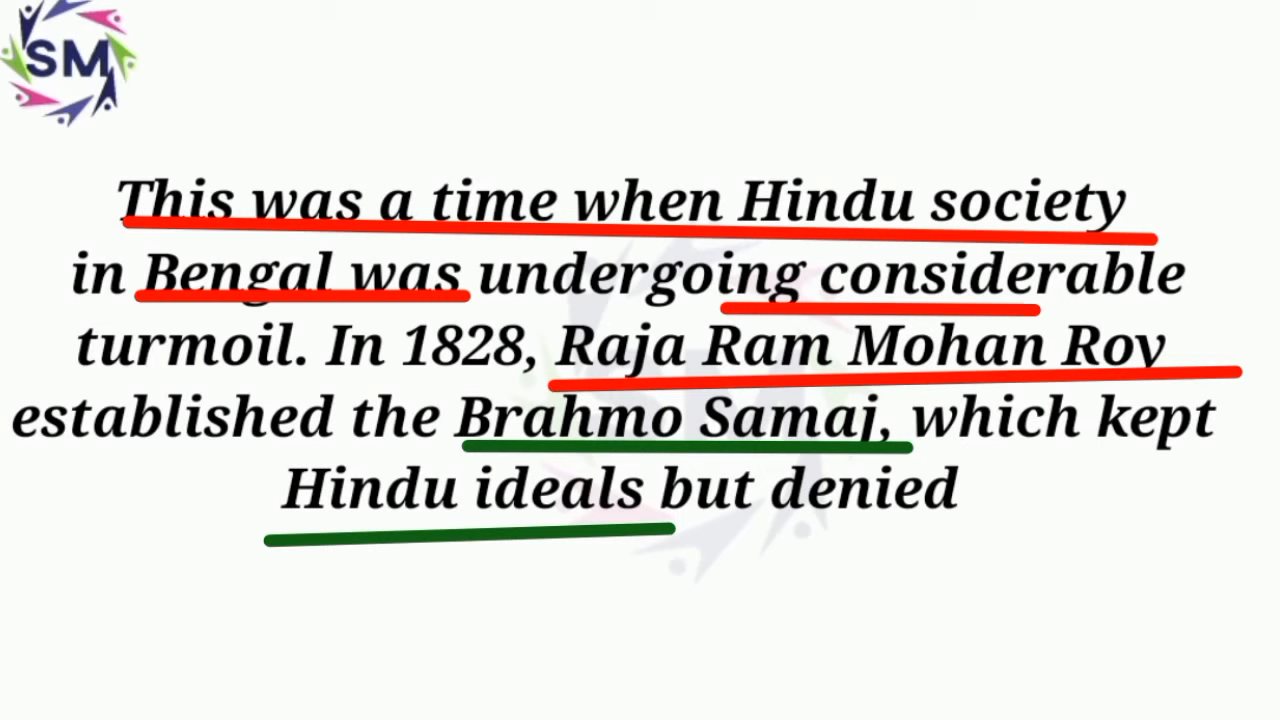 SM
This was a time when Hindu society
in Bengal was undergoing considerable
turmoil. In 1828, Raja Ram Mohan Roy
established the Brahmo Samaj, which kept
Hindu ideals but denied